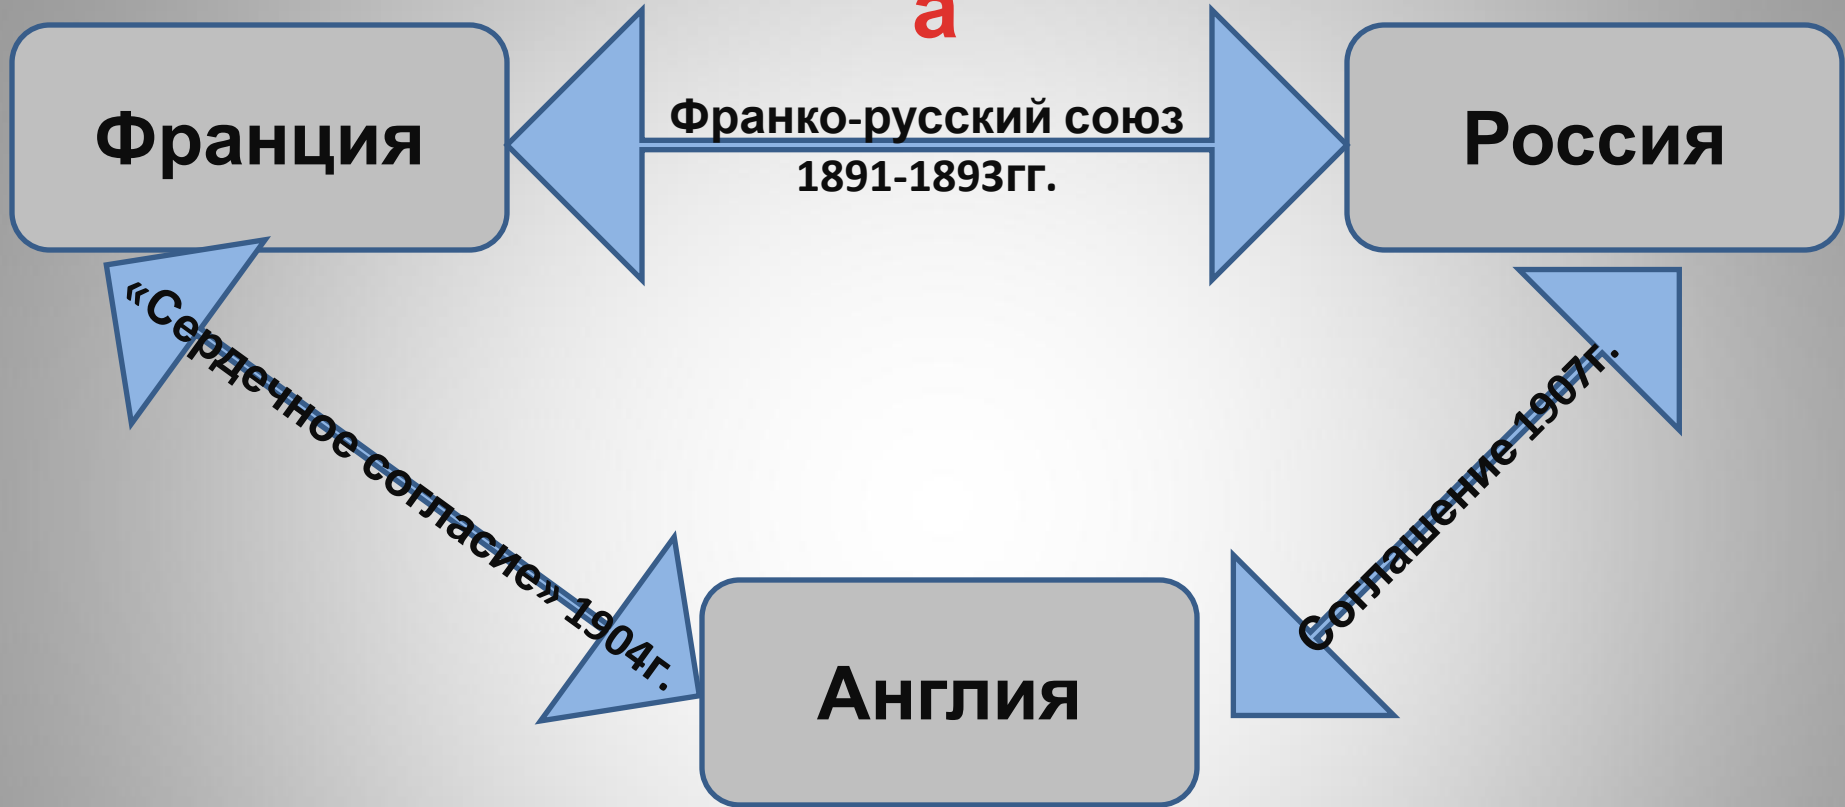 а
Франция
Франко-русский союз
1891-1893гг.
Россия
«Сердечное согласие» 1904г.
Соглашение 1907г.
Англия